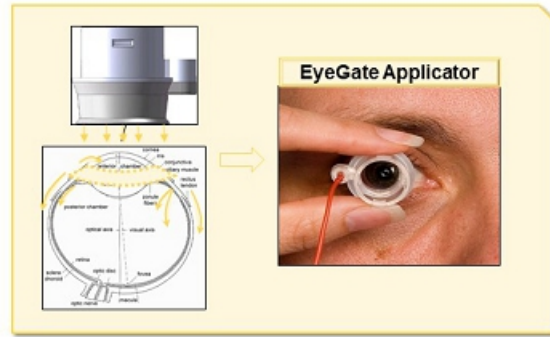 EyeGate Applicator
cornea
iris
anterior chamber
conjunctiva
ciliary muscle
rectus
tendon
zonule
fibers
posterior chamber
optical axis
visual axis
retina
sclera
choroid
optic disc
fovea
optic nerve
macula